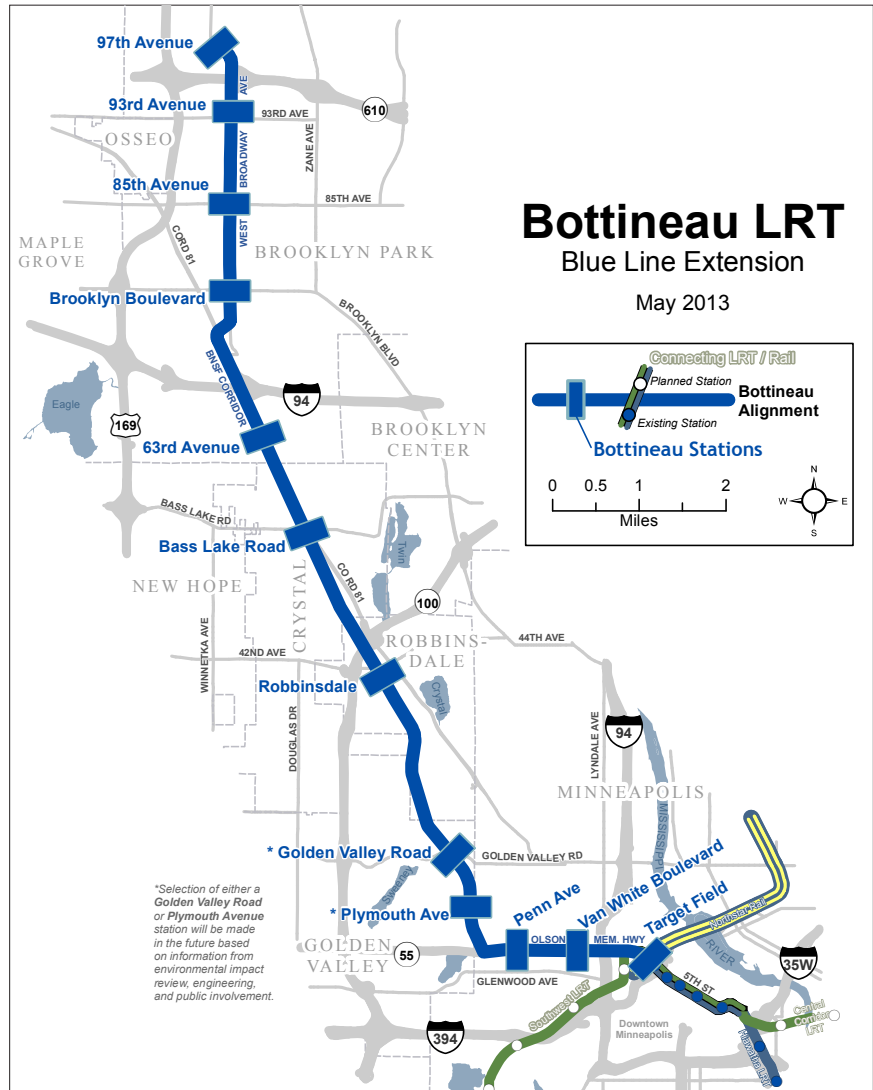 97th Avenue
AVE
93rd Avenue
93RD AVE
610
OSSEO
ZANE AVE
BROADWAY
85th Avenue
85TH AVE
WEST
MAPLE
GROVE
CORD 81
BROOKLYN PARK
Brooklyn Boulevard
BROOKLYN BLVD
Bottineau LRT
Blue Line Extension
May 2013
Connecting LRT / Rail
Planned Station
Bottineau
Alignment
Existing Station
Bottineau Stations
0 0.5 1 2
Miles
N
W E
S
BNSF CORRIDOR
Eagle
94
169
63rd Avenue
BROOKLYN
CENTER
BASS LAKE RD
Bass Lake Road
Twin
NEW HOPE
CRYSTAL
CO RD 81
100
WINNETKA AVE
42ND AVE
ROBBINS-
DALE
44TH AVE
Robbinsdale
Crystal
DOUGLAS DR
LYNDALE AVE
94
MINNEAPOLIS
MISSISSIPPI
RIVER
* Golden Valley Road
GOLDEN VALLEY RD
Sweeney
* Plymouth Ave
Penn Ave
Van White Boulevard
Target Field
Northstar Rail
*Selection of either a
Golden Valley Road
or Plymouth Avenue
station will be made
in the future based
on information from
environmental impact
review, engineering,
and public involvement.
GOLDEN
VALLEY
55
OLSON MEM. HWY
GLENWOOD AVE
35W
5TH ST
Southwest LRT
Downtown
Minneapolis
Central
Corridor
LRT
Hiawatha LRT
394